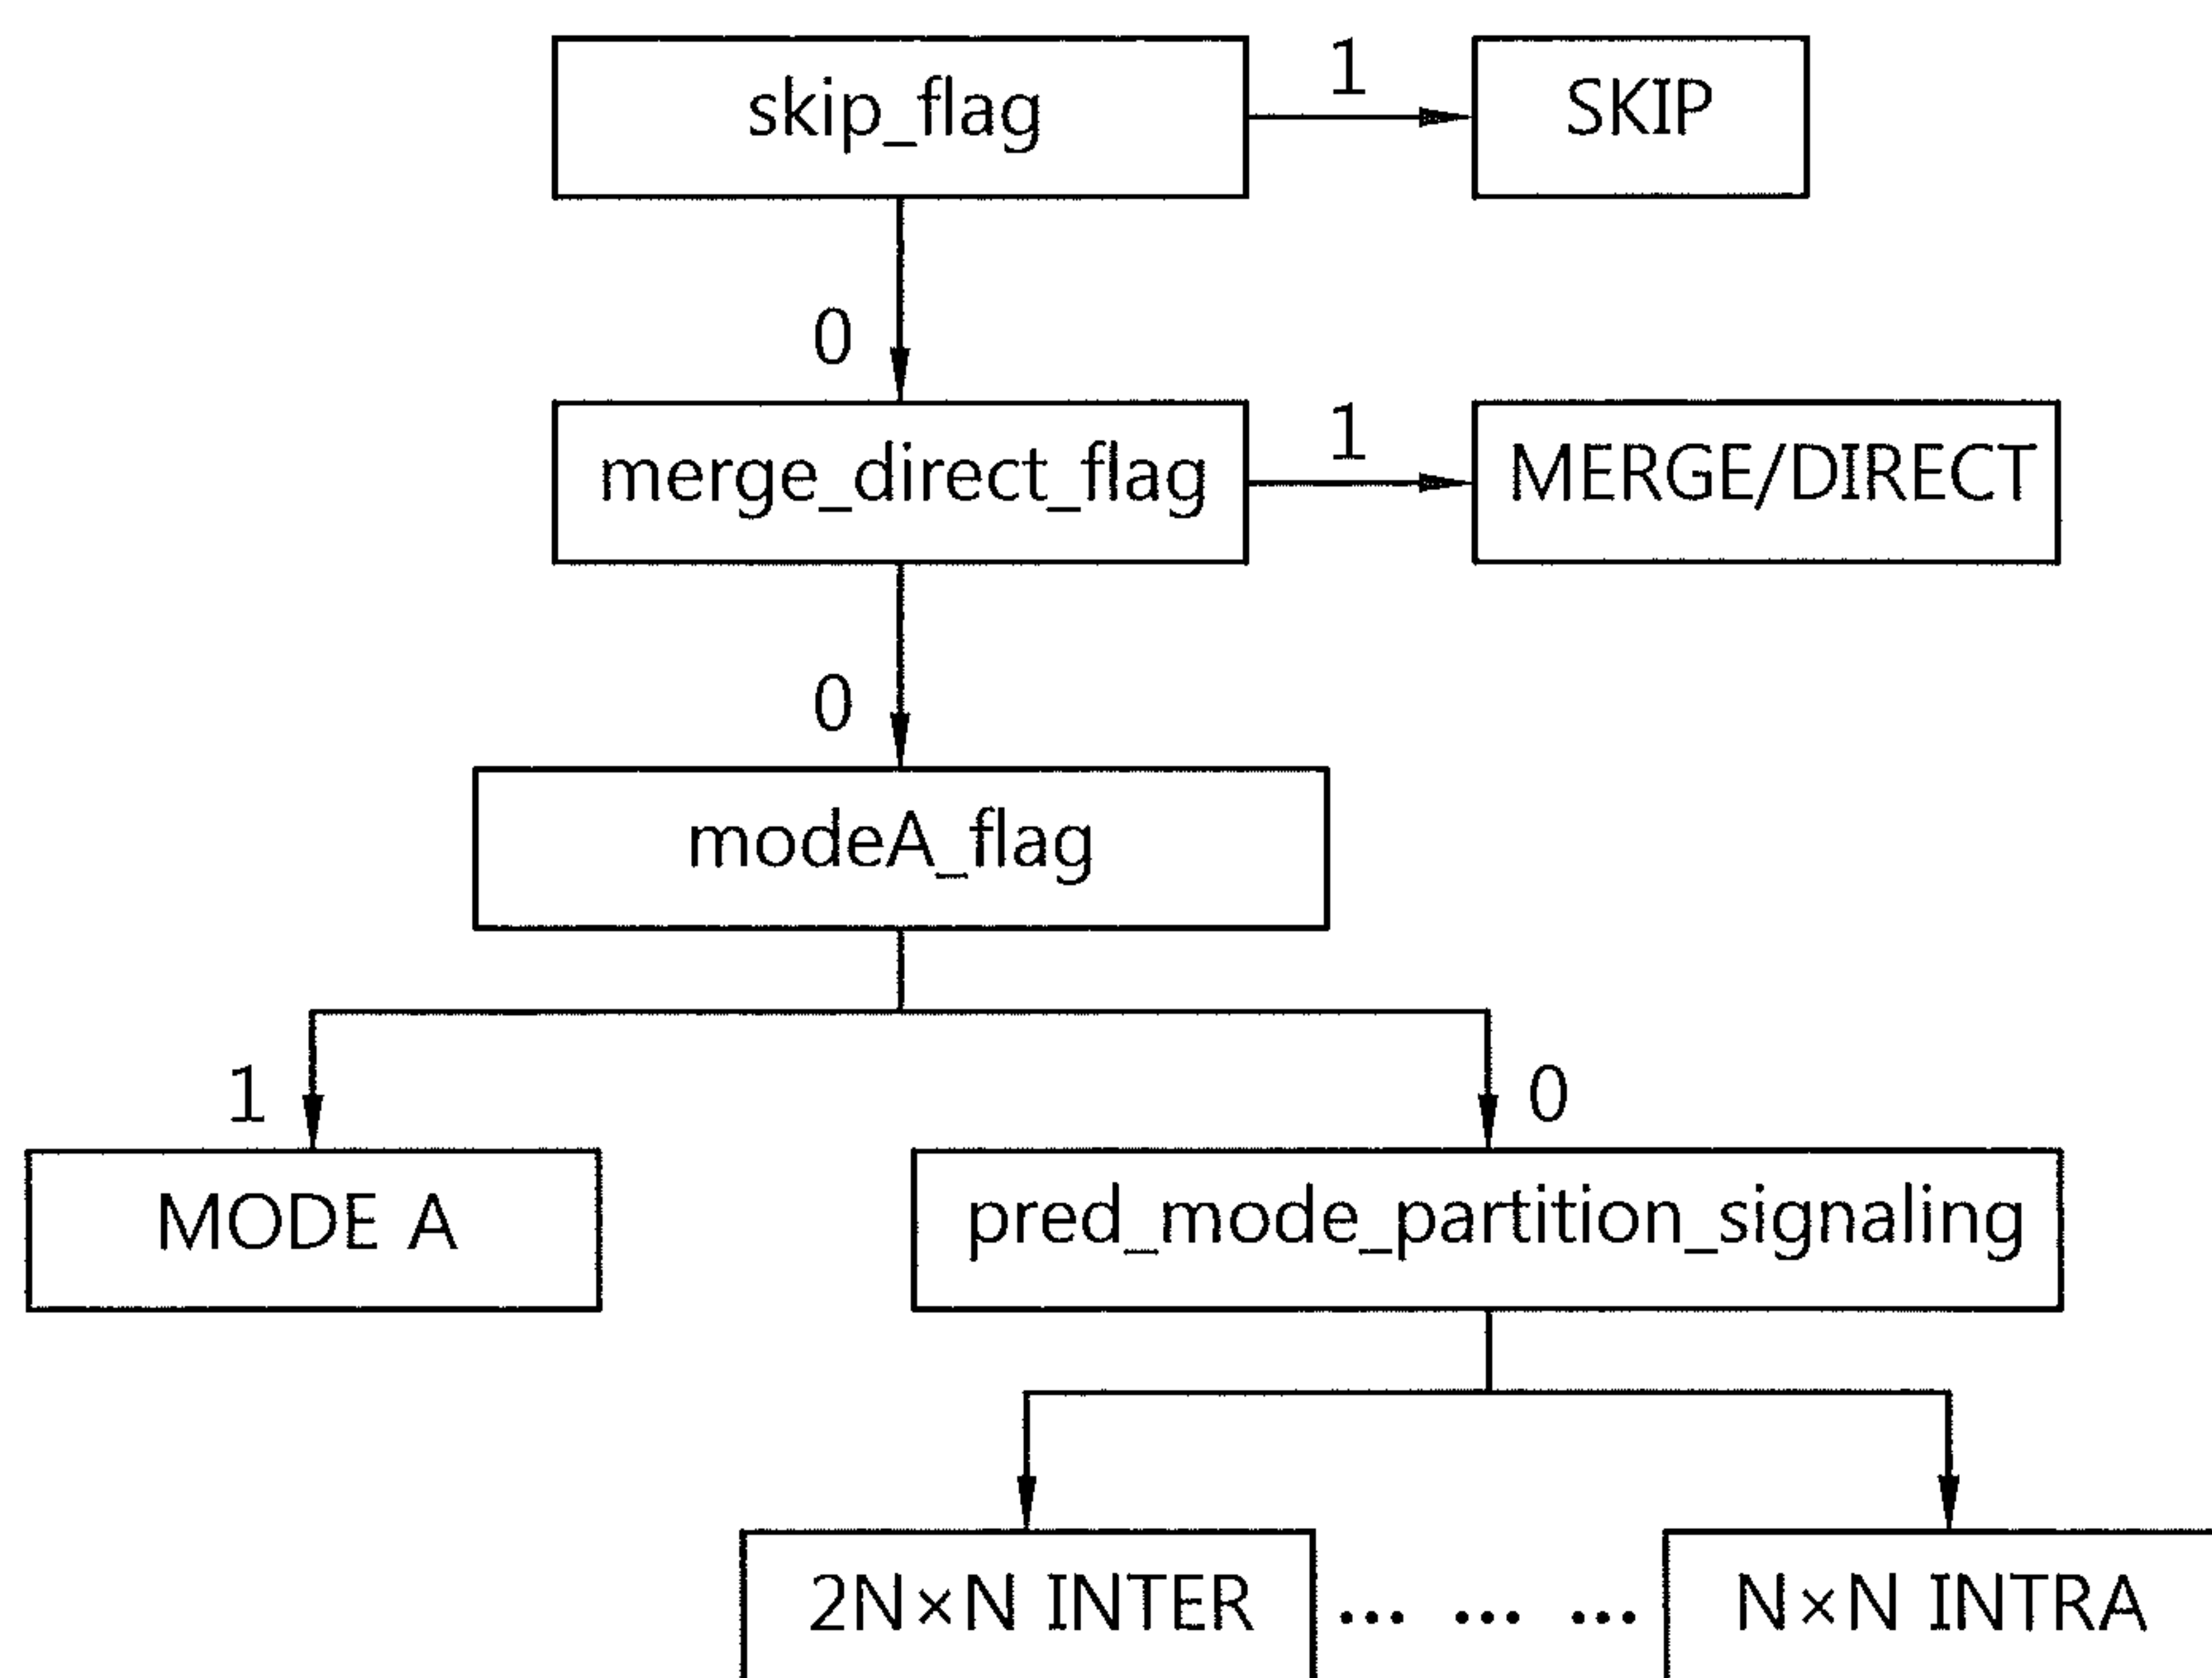 skip_flag 1 SKIP
0
merge_direct_flag 1 MERGE/DIRECT
0
modeA_flag
1 0
MODE A pred_mode_partition_signaling
2N×N INTER ... ... ... N×N INTRA